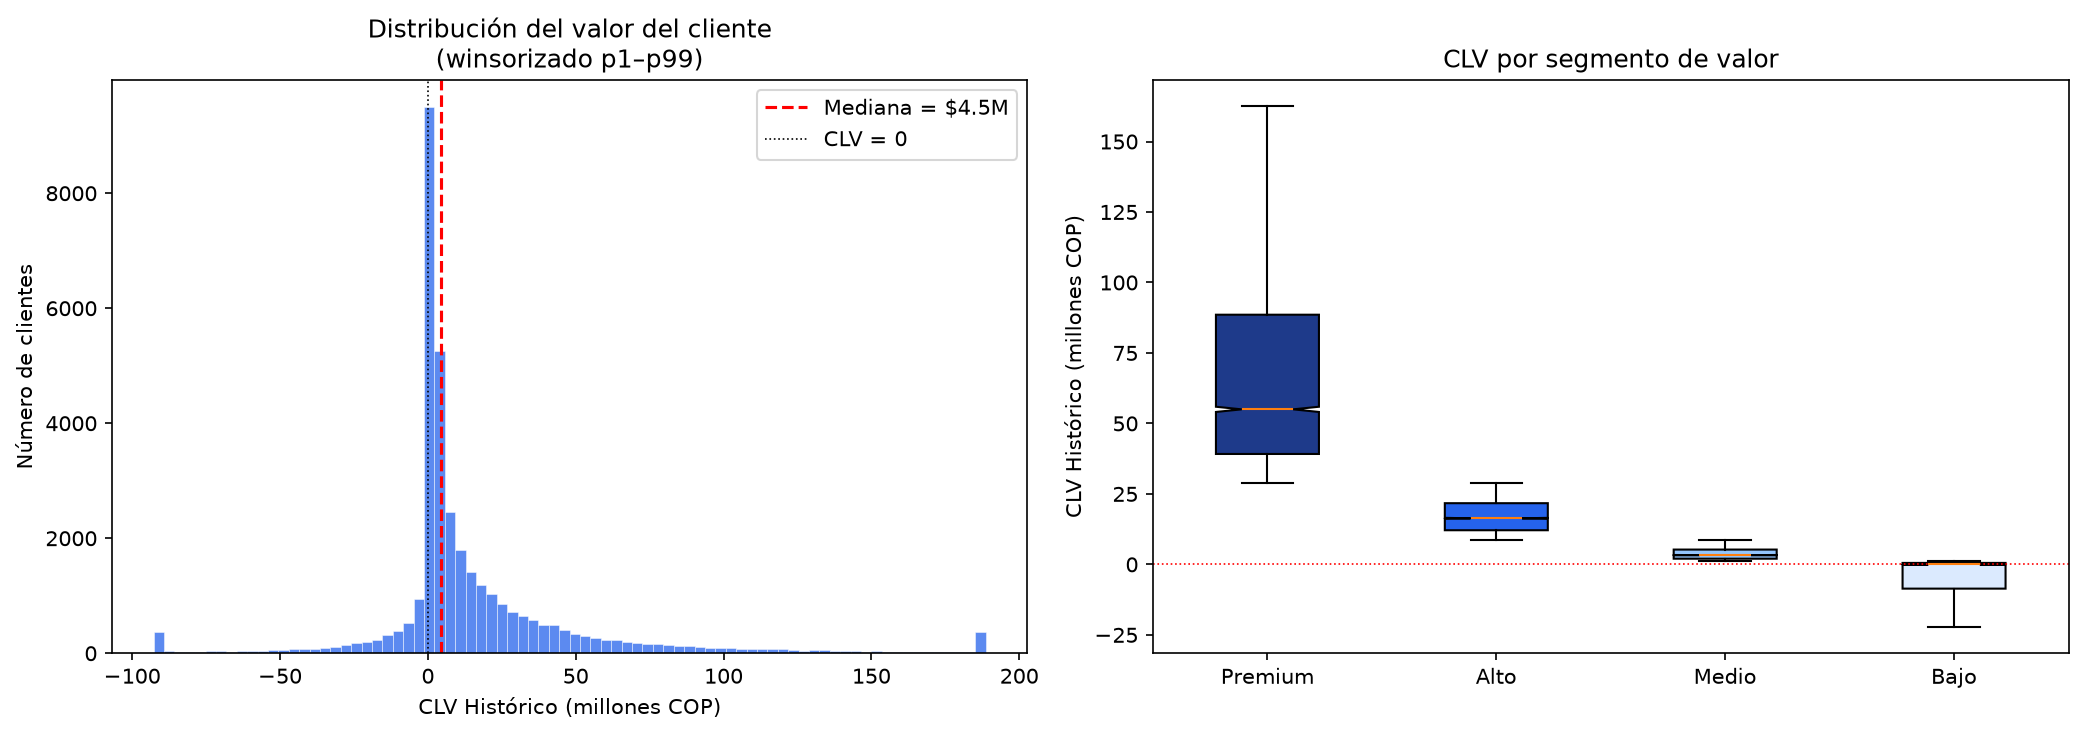 Distribución del valor del cliente
(winsorizado p1–p99)
Número de clientes
8000
6000
4000
2000
0
Mediana = $4.5M
CLV = 0
−100
−50
0
50
100
150
200
CLV Histórico (millones COP)
CLV por segmento de valor
CLV Histórico (millones COP)
150
125
100
75
50
25
0
−25
Premium
Alto
Medio
Bajo